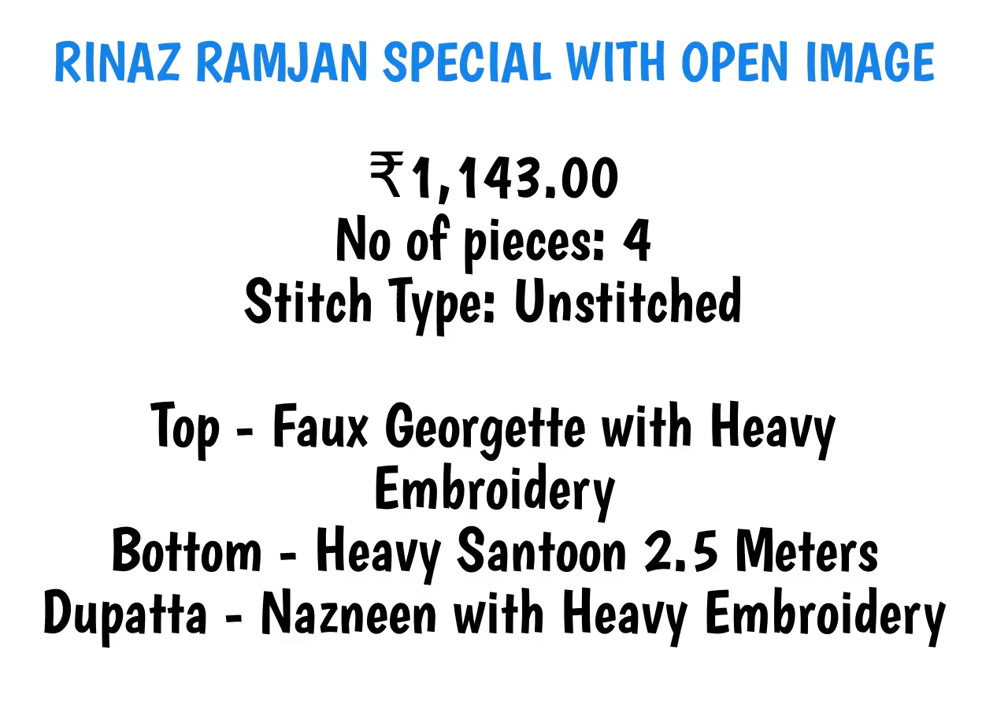 RINAZ RAMJAN SPECIAL WITH OPEN IMAGE
₹1,143.00
No of pieces: 4
Stitch Type: Unstitched
Top - Faux Georgette with Heavy
Embroidery
Bottom - Heavy Santoon 2.5 Meters
Dupatta - Nazneen with Heavy Embroidery